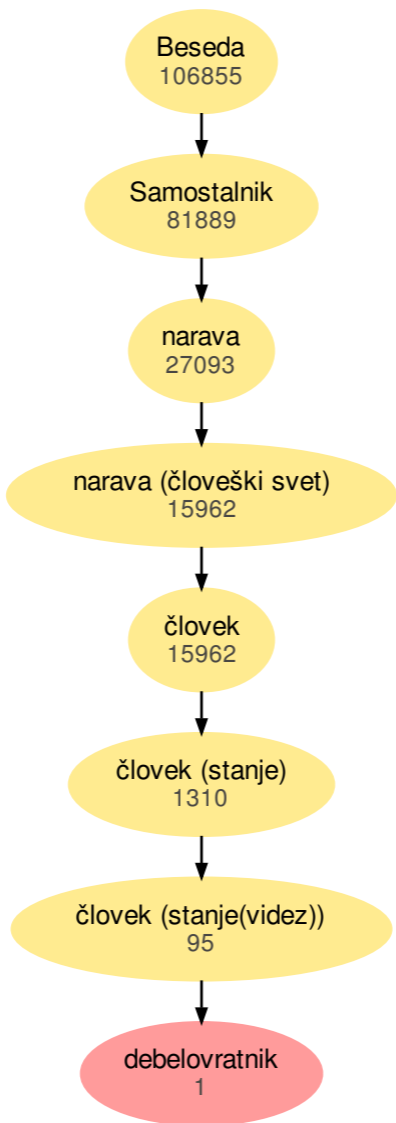 Beseda
106855
Samostalnik
81889
narava
27093
narava (človeški svet)
15962
človek
15962
človek (stanje)
1310
človek (stanje(videz))
95
debelovratnik
1